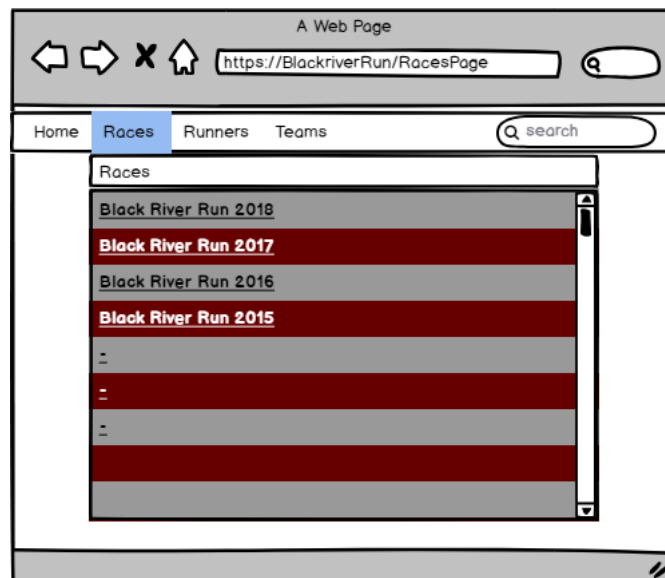 A Web Page
https://BlackriverRun/RacesPage
Home Races Runners Teams search
Races
Black River Run 2018
Black River Run 2017
Black River Run 2016
Black River Run 2015
-
-
-